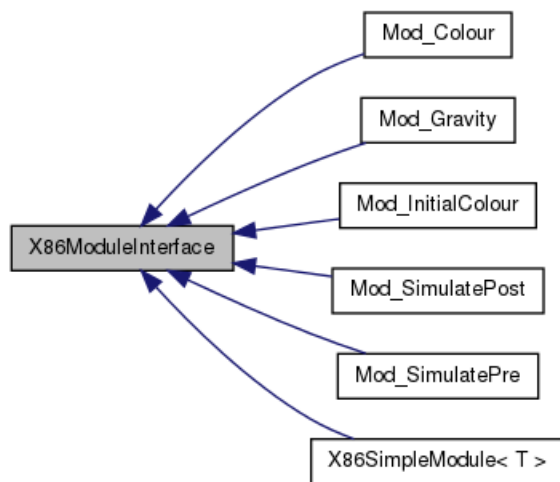 Mod_Colour
Mod_Gravity
Mod_InitialColour
X86ModuleInterface
Mod_SimulatePost
Mod_SimulatePre
X86SimpleModule< T >